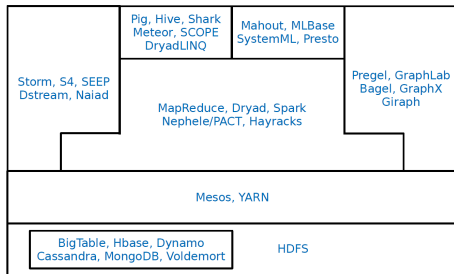 Pig, Hive, Shark
Meteor, SCOPE
DryadLINQ
Mahout, MLBase
SystemML, Presto
Storm, S4, SEEP
Dstream, Naiad
Pregel, GraphLab
Bagel, GraphX
Giraph
MapReduce, Dryad, Spark
Nephele/PACT, Hayracks
Mesos, YARN
BigTable, Hbase, Dynamo
Cassandra, MongoDB, Voldemort
HDFS